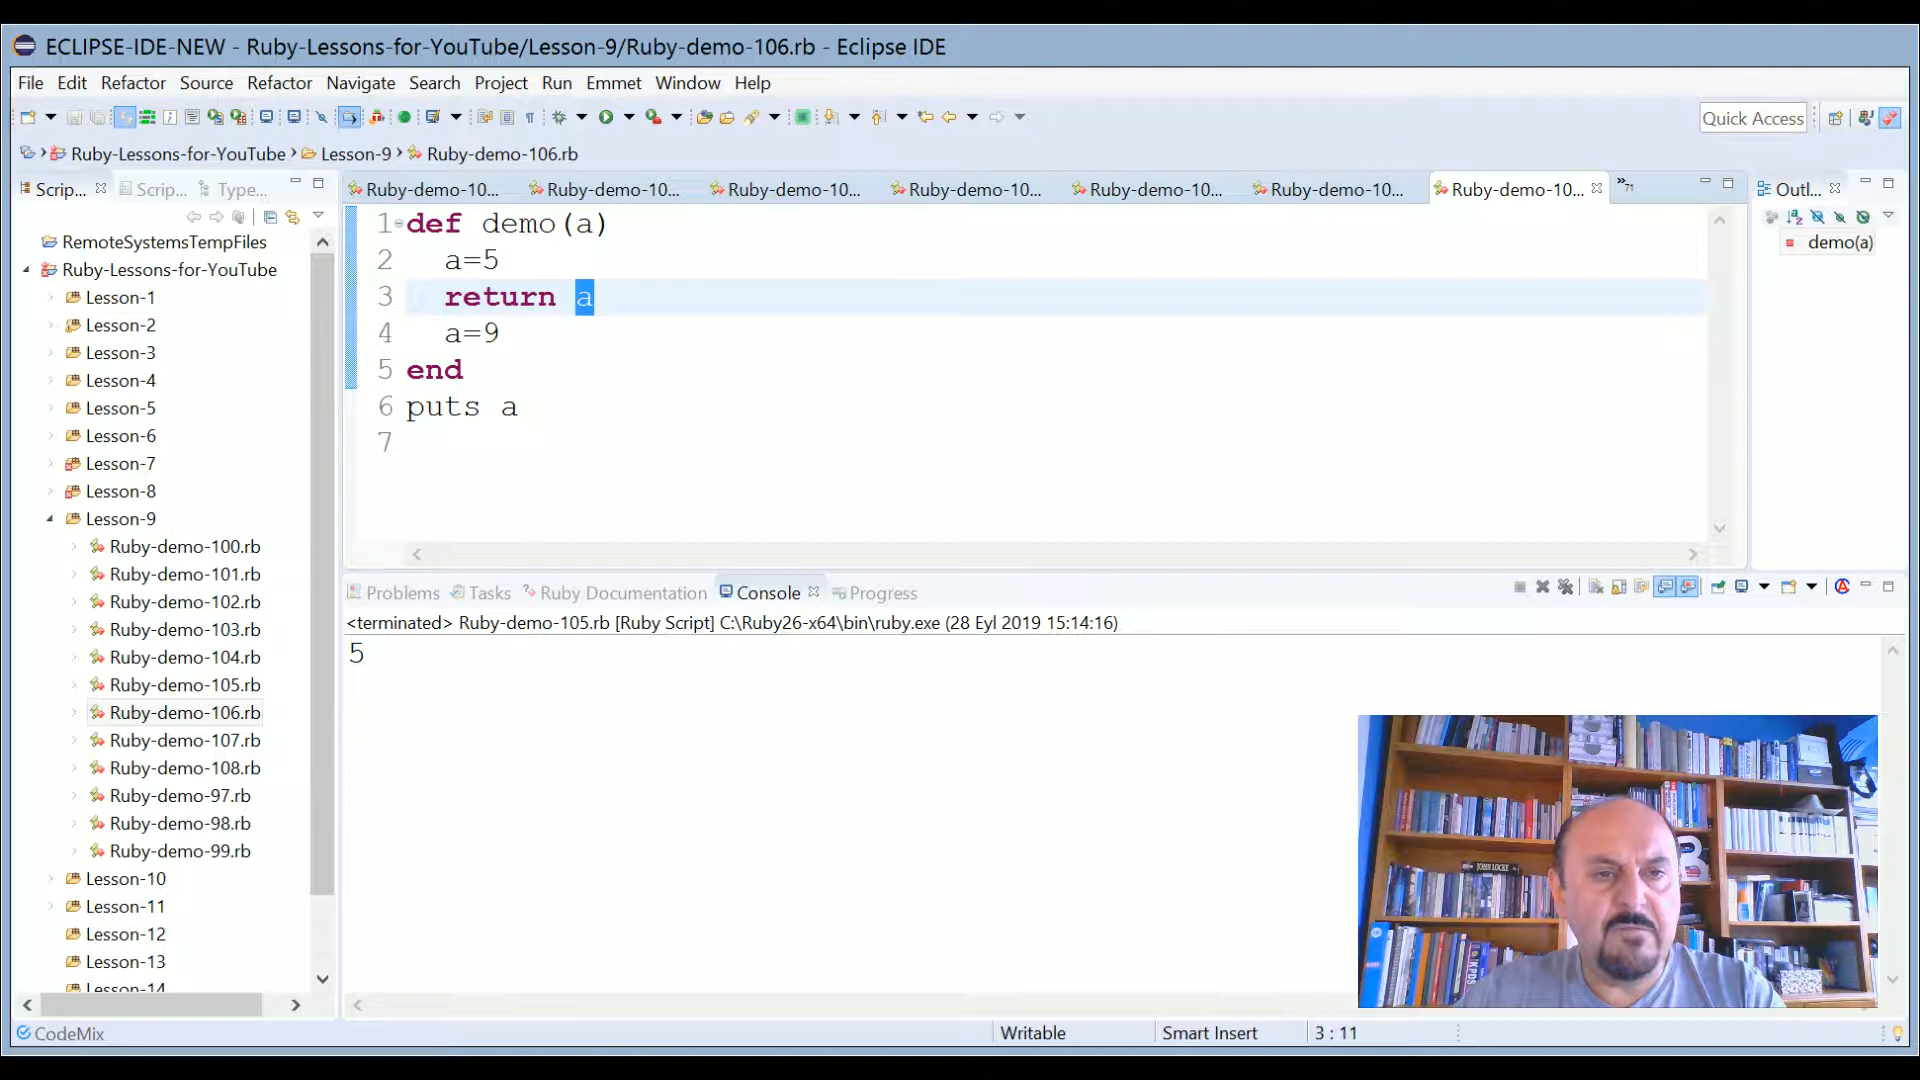 ECLIPSE-IDE-NEW - Ruby-Lessons-for-YouTube/Lesson-9/Ruby-demo-106.rb - Eclipse IDE
File Edit Refactor Source Refactor Navigate Search Project Run Emmet Window Help
Quick Access
Ruby-Lessons-for-YouTube Lesson-9 Ruby-demo-106.rb
Scrip... Scrip... Type...
Ruby-demo-10... Ruby-demo-10... Ruby-demo-10... Ruby-demo-10... Ruby-demo-10... Ruby-demo-10... Ruby-demo-10... »71
Outl...
RemoteSystemsTempFiles
Ruby-Lessons-for-YouTube
Lesson-1
Lesson-2
Lesson-3
Lesson-4
Lesson-5
Lesson-6
Lesson-7
Lesson-8
Lesson-9
Ruby-demo-100.rb
Ruby-demo-101.rb
Ruby-demo-102.rb
Ruby-demo-103.rb
Ruby-demo-104.rb
Ruby-demo-105.rb
Ruby-demo-106.rb
Ruby-demo-107.rb
Ruby-demo-108.rb
Ruby-demo-97.rb
Ruby-demo-98.rb
Ruby-demo-99.rb
Lesson-10
Lesson-11
Lesson-12
Lesson-13
Lesson-14
1 def demo(a)
2 a=5
3 return a
4 a=9
5 end
6 puts a
7
demo(a)
Problems Tasks Ruby Documentation Console Progress
<terminated> Ruby-demo-105.rb [Ruby Script] C:\Ruby26-x64\bin\ruby.exe (28 Eyl 2019 15:14:16)
5
JOHN LOCKE
KPDS
CodeMix
Writable Smart Insert 3 : 11